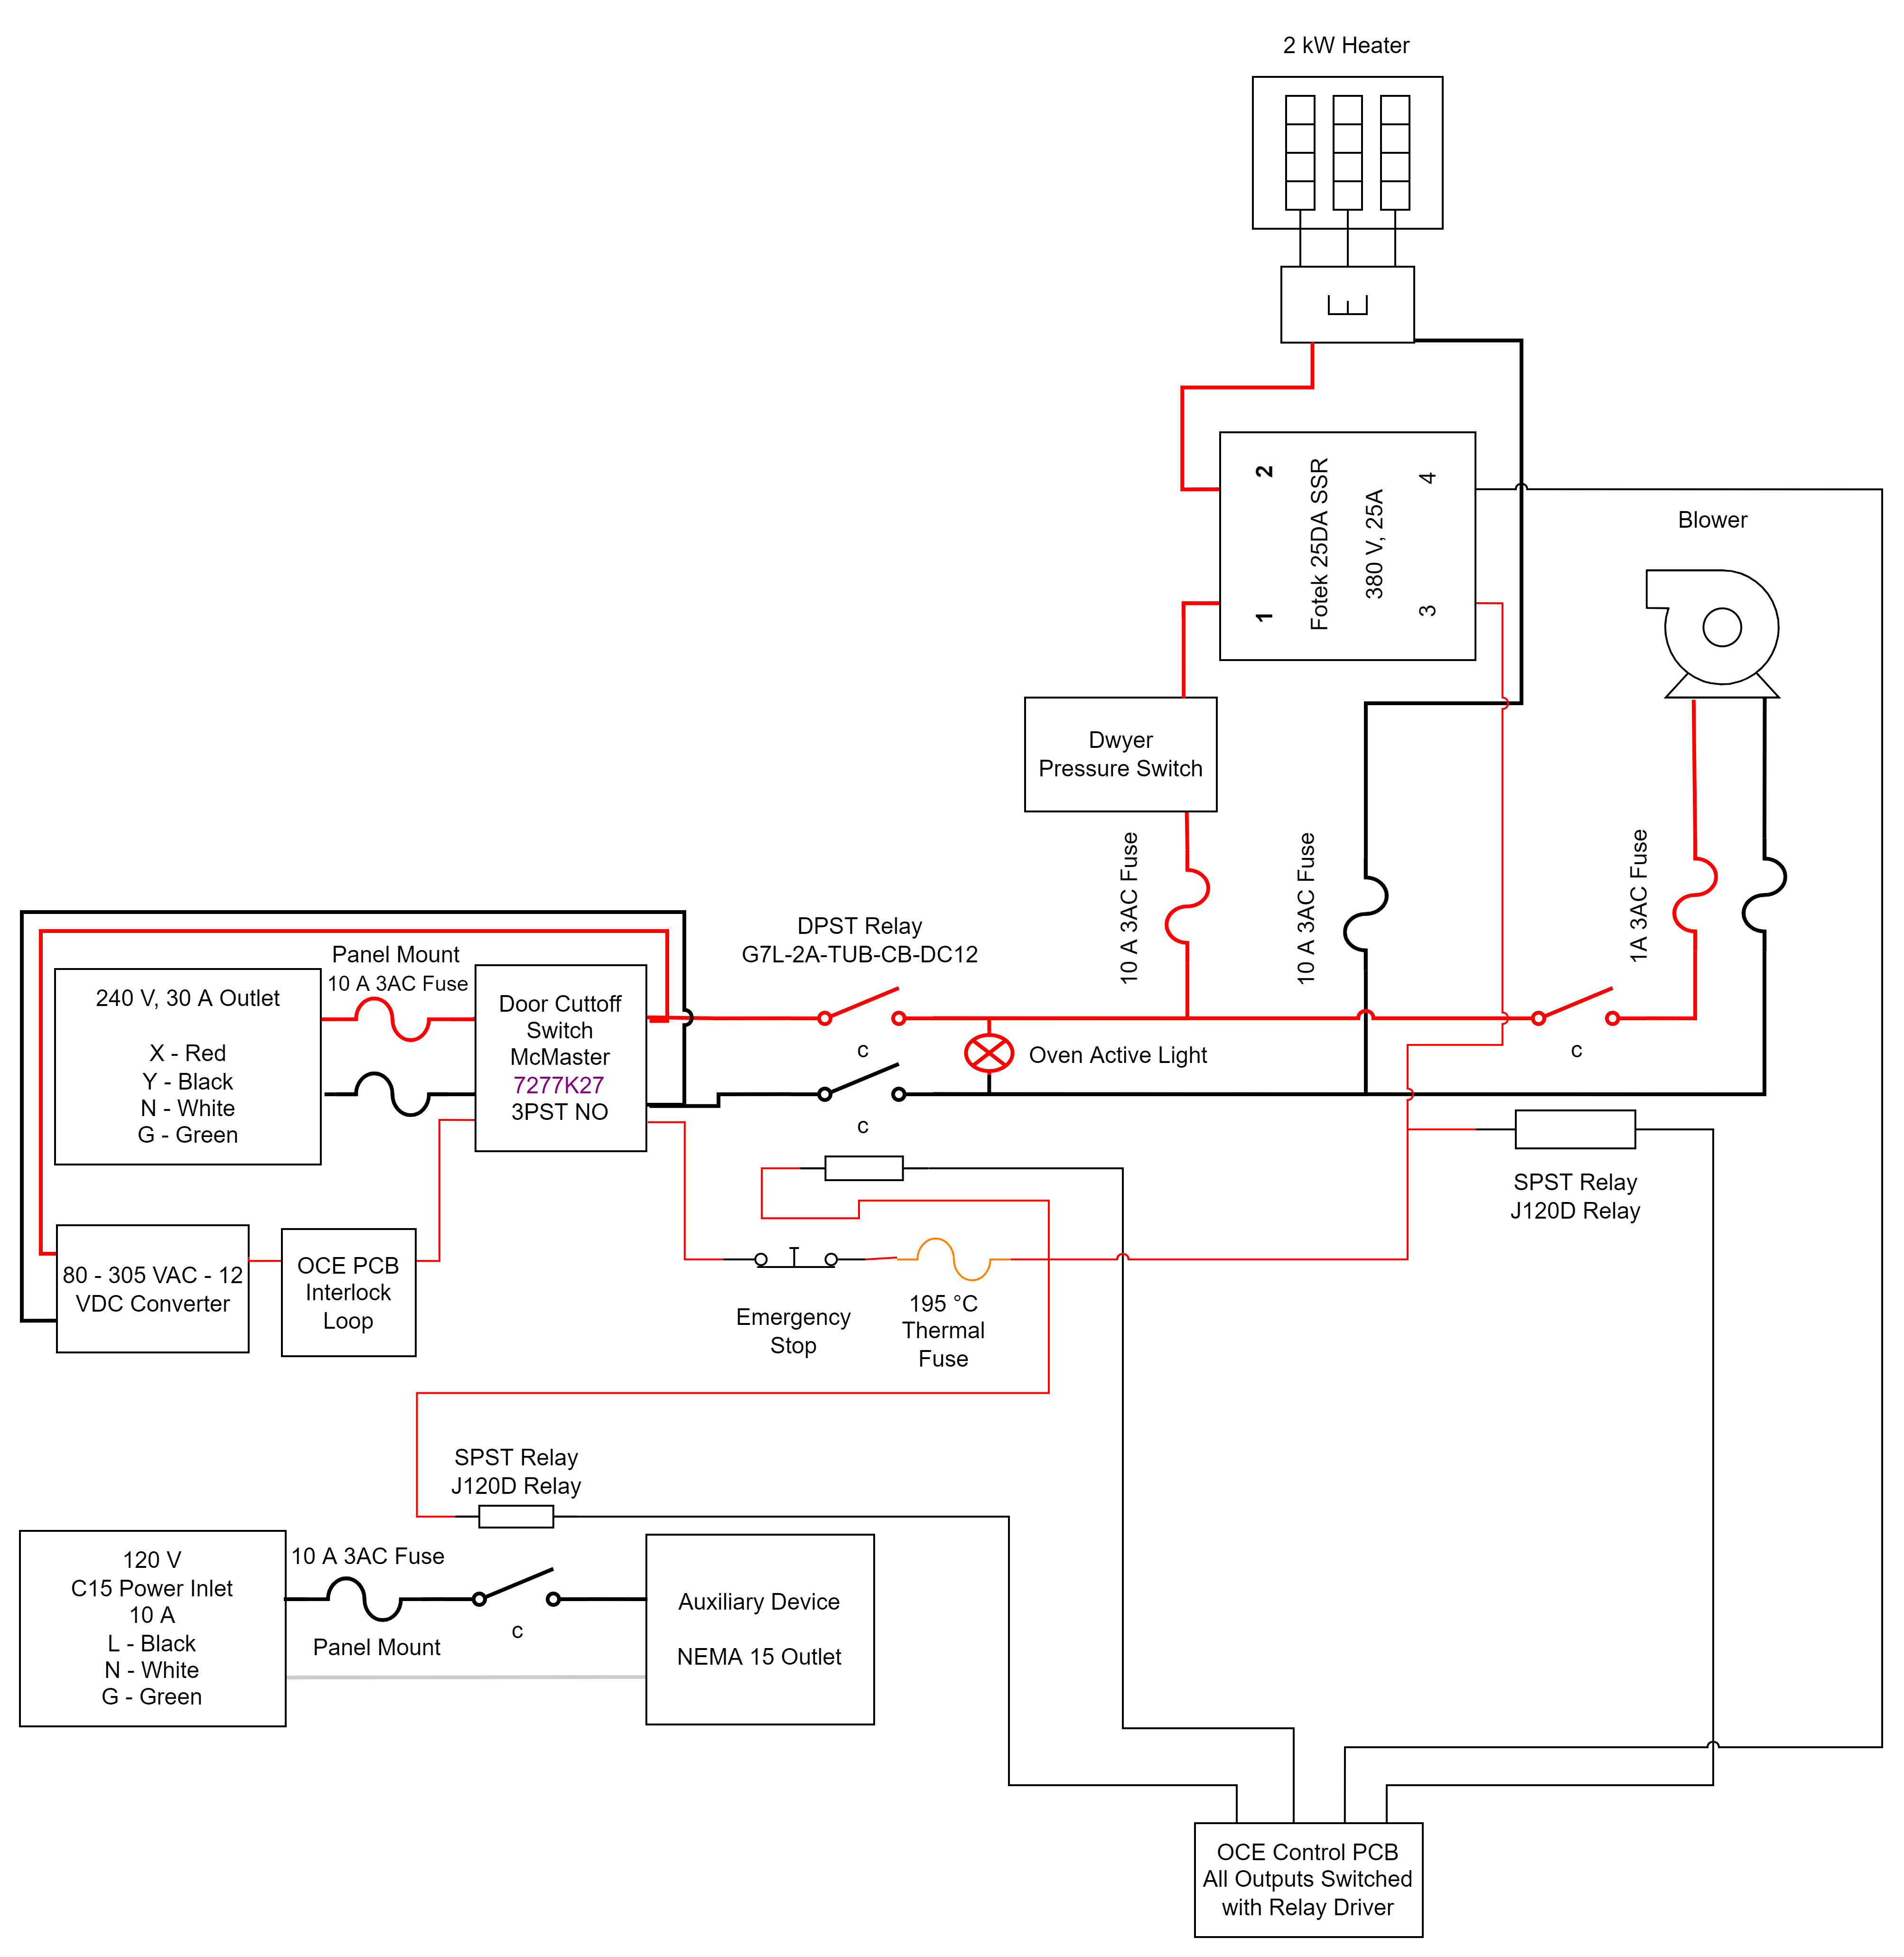 2 kW Heater
E
2
1
Fotek 25DA SSR
380 V, 25A
4
3
Blower
Dwyer
Pressure Switch
10 A 3AC Fuse
10 A 3AC Fuse
1A 3AC Fuse
DPST Relay
G7L-2A-TUB-CB-DC12
Panel Mount
10 A 3AC Fuse
240 V, 30 A Outlet
X - Red
Y - Black
N - White
G - Green
Door Cuttoff
Switch
McMaster
7277K27
3PST NO
c
Oven Active Light
c
c
SPST Relay
J120D Relay
80 - 305 VAC - 12
VDC Converter
OCE PCB
Interlock
Loop
Emergency
Stop
195 °C
Thermal
Fuse
SPST Relay
J120D Relay
120 V
C15 Power Inlet
10 A
L - Black
N - White
G - Green
10 A 3AC Fuse
Panel Mount
c
Auxiliary Device
NEMA 15 Outlet
OCE Control PCB
All Outputs Switched
with Relay Driver